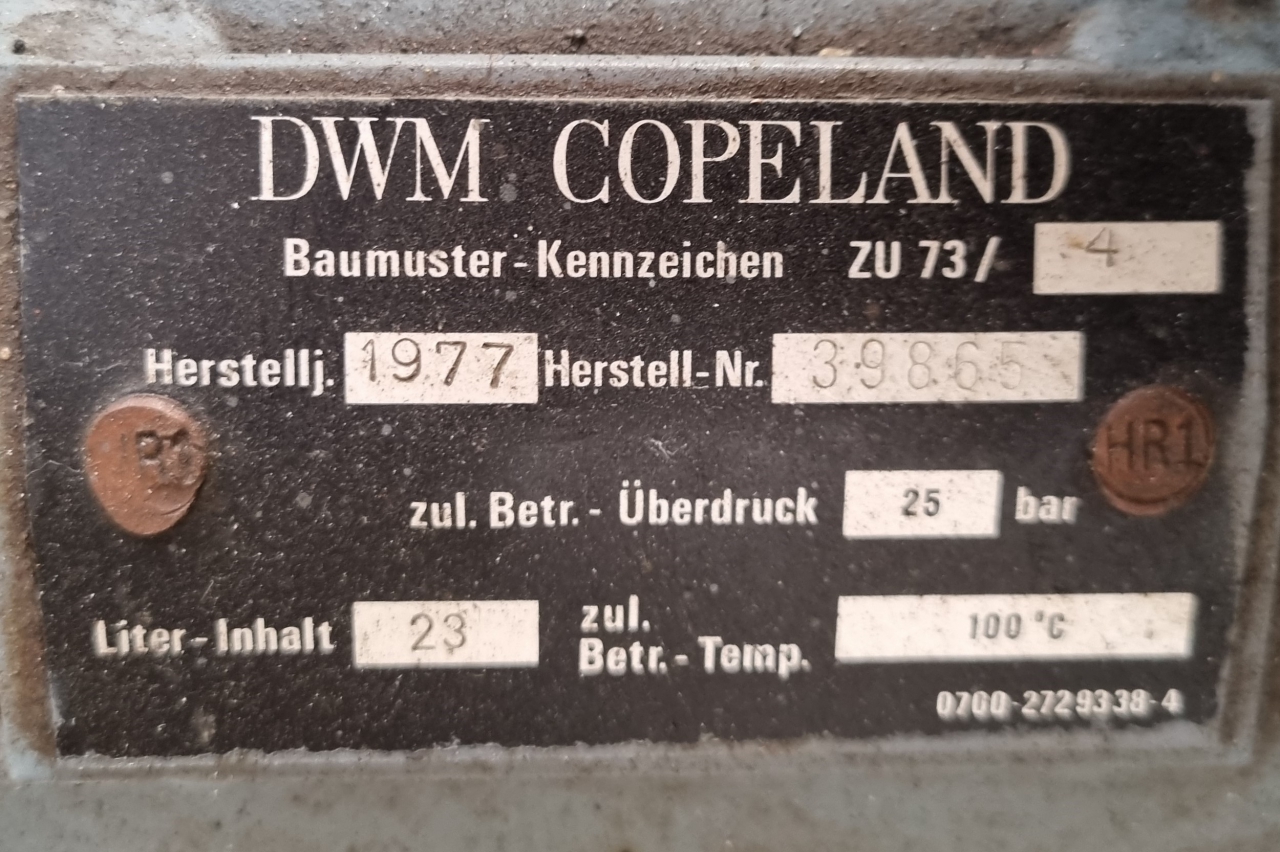 DWM COPELAND
Baumuster-Kennzeichen ZU 73/ 4
Herstellj. 1977 Herstell-Nr. 39865
HR1
zul. Betr.- Überdruck 25 bar
Liter-Inhalt 23 zul. Betr.-Temp. 100 °C
0700-2729338-4